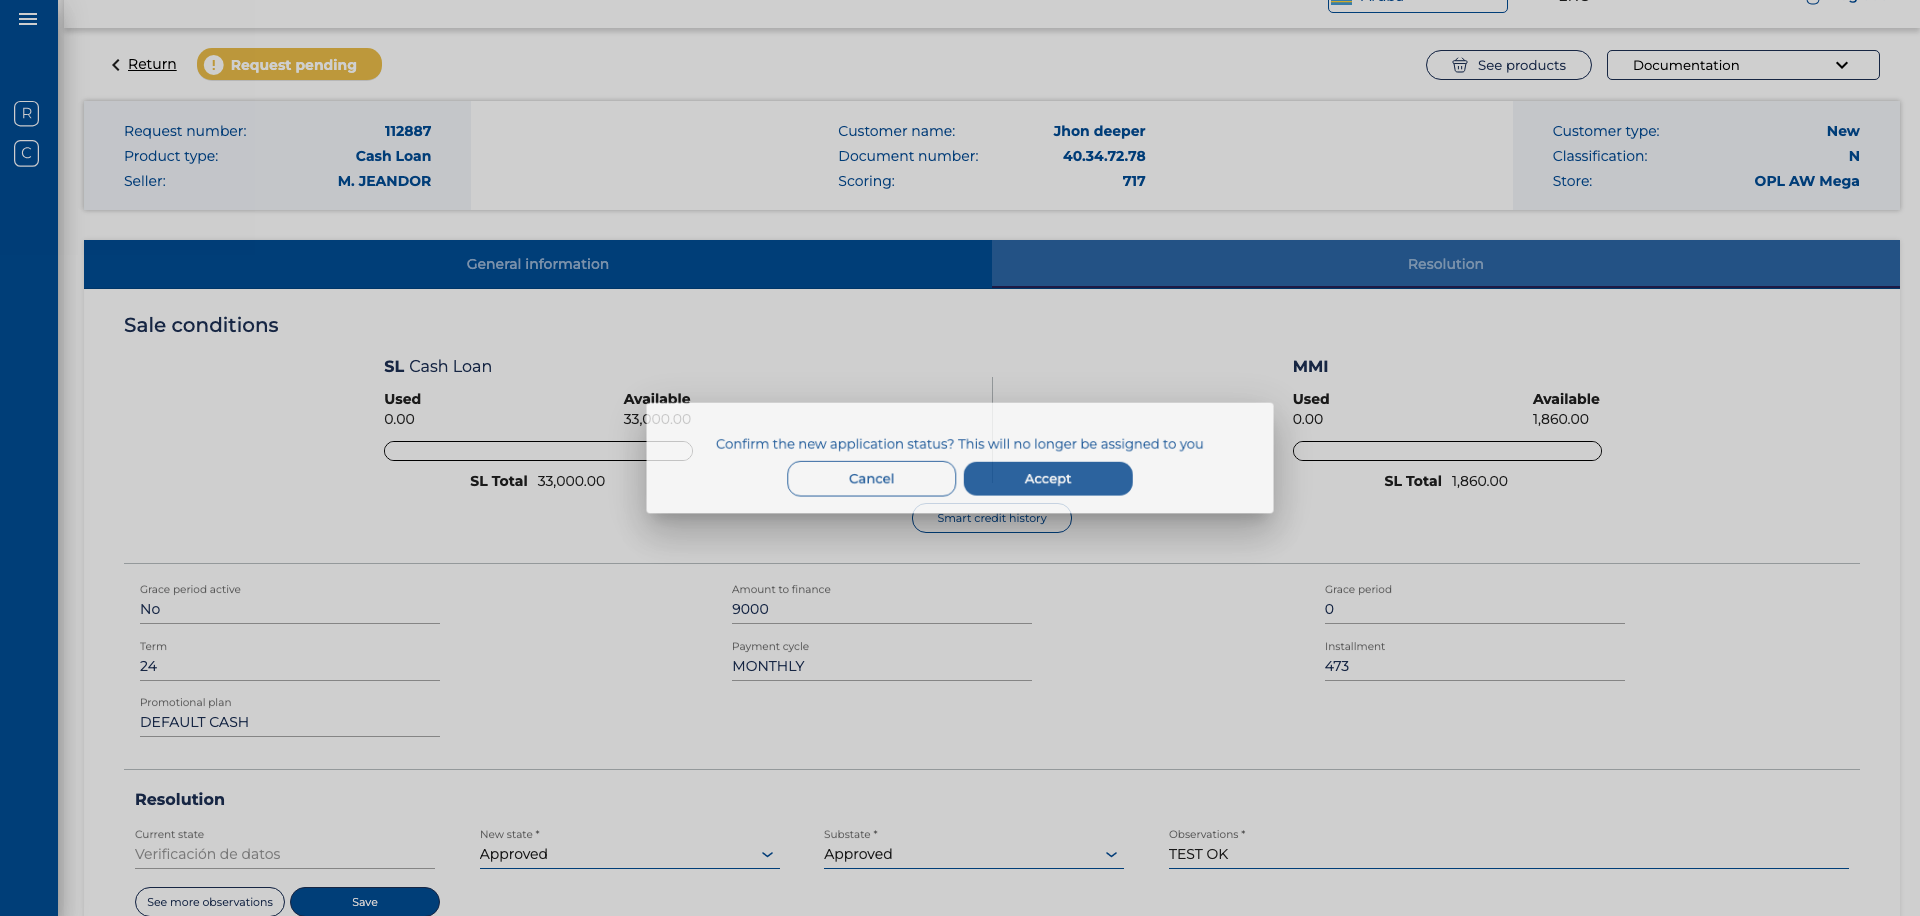 Return
Request pending
See products
Documentation
R
C
Request number: 112887
Product type: Cash Loan
Seller: M. JEANDOR
Customer name: Jhon deeper
Document number: 40.34.72.78
Scoring: 717
Customer type: New
Classification: N
Store: OPL AW Mega
General information
Resolution
Sale conditions
SL Cash Loan
Used Available
0.00 33,000.00
SL Total 33,000.00
MMI
Used Available
0.00 1,860.00
SL Total 1,860.00
Confirm the new application status? This will no longer be assigned to you
Cancel
Accept
Smart credit history
Grace period active
No
Amount to finance
9000
Grace period
0
Term
24
Payment cycle
MONTHLY
Installment
473
Promotional plan
DEFAULT CASH
Resolution
Current state
Verificación de datos
New state *
Approved
Substate *
Approved
Observations *
TEST OK
See more observations
Save